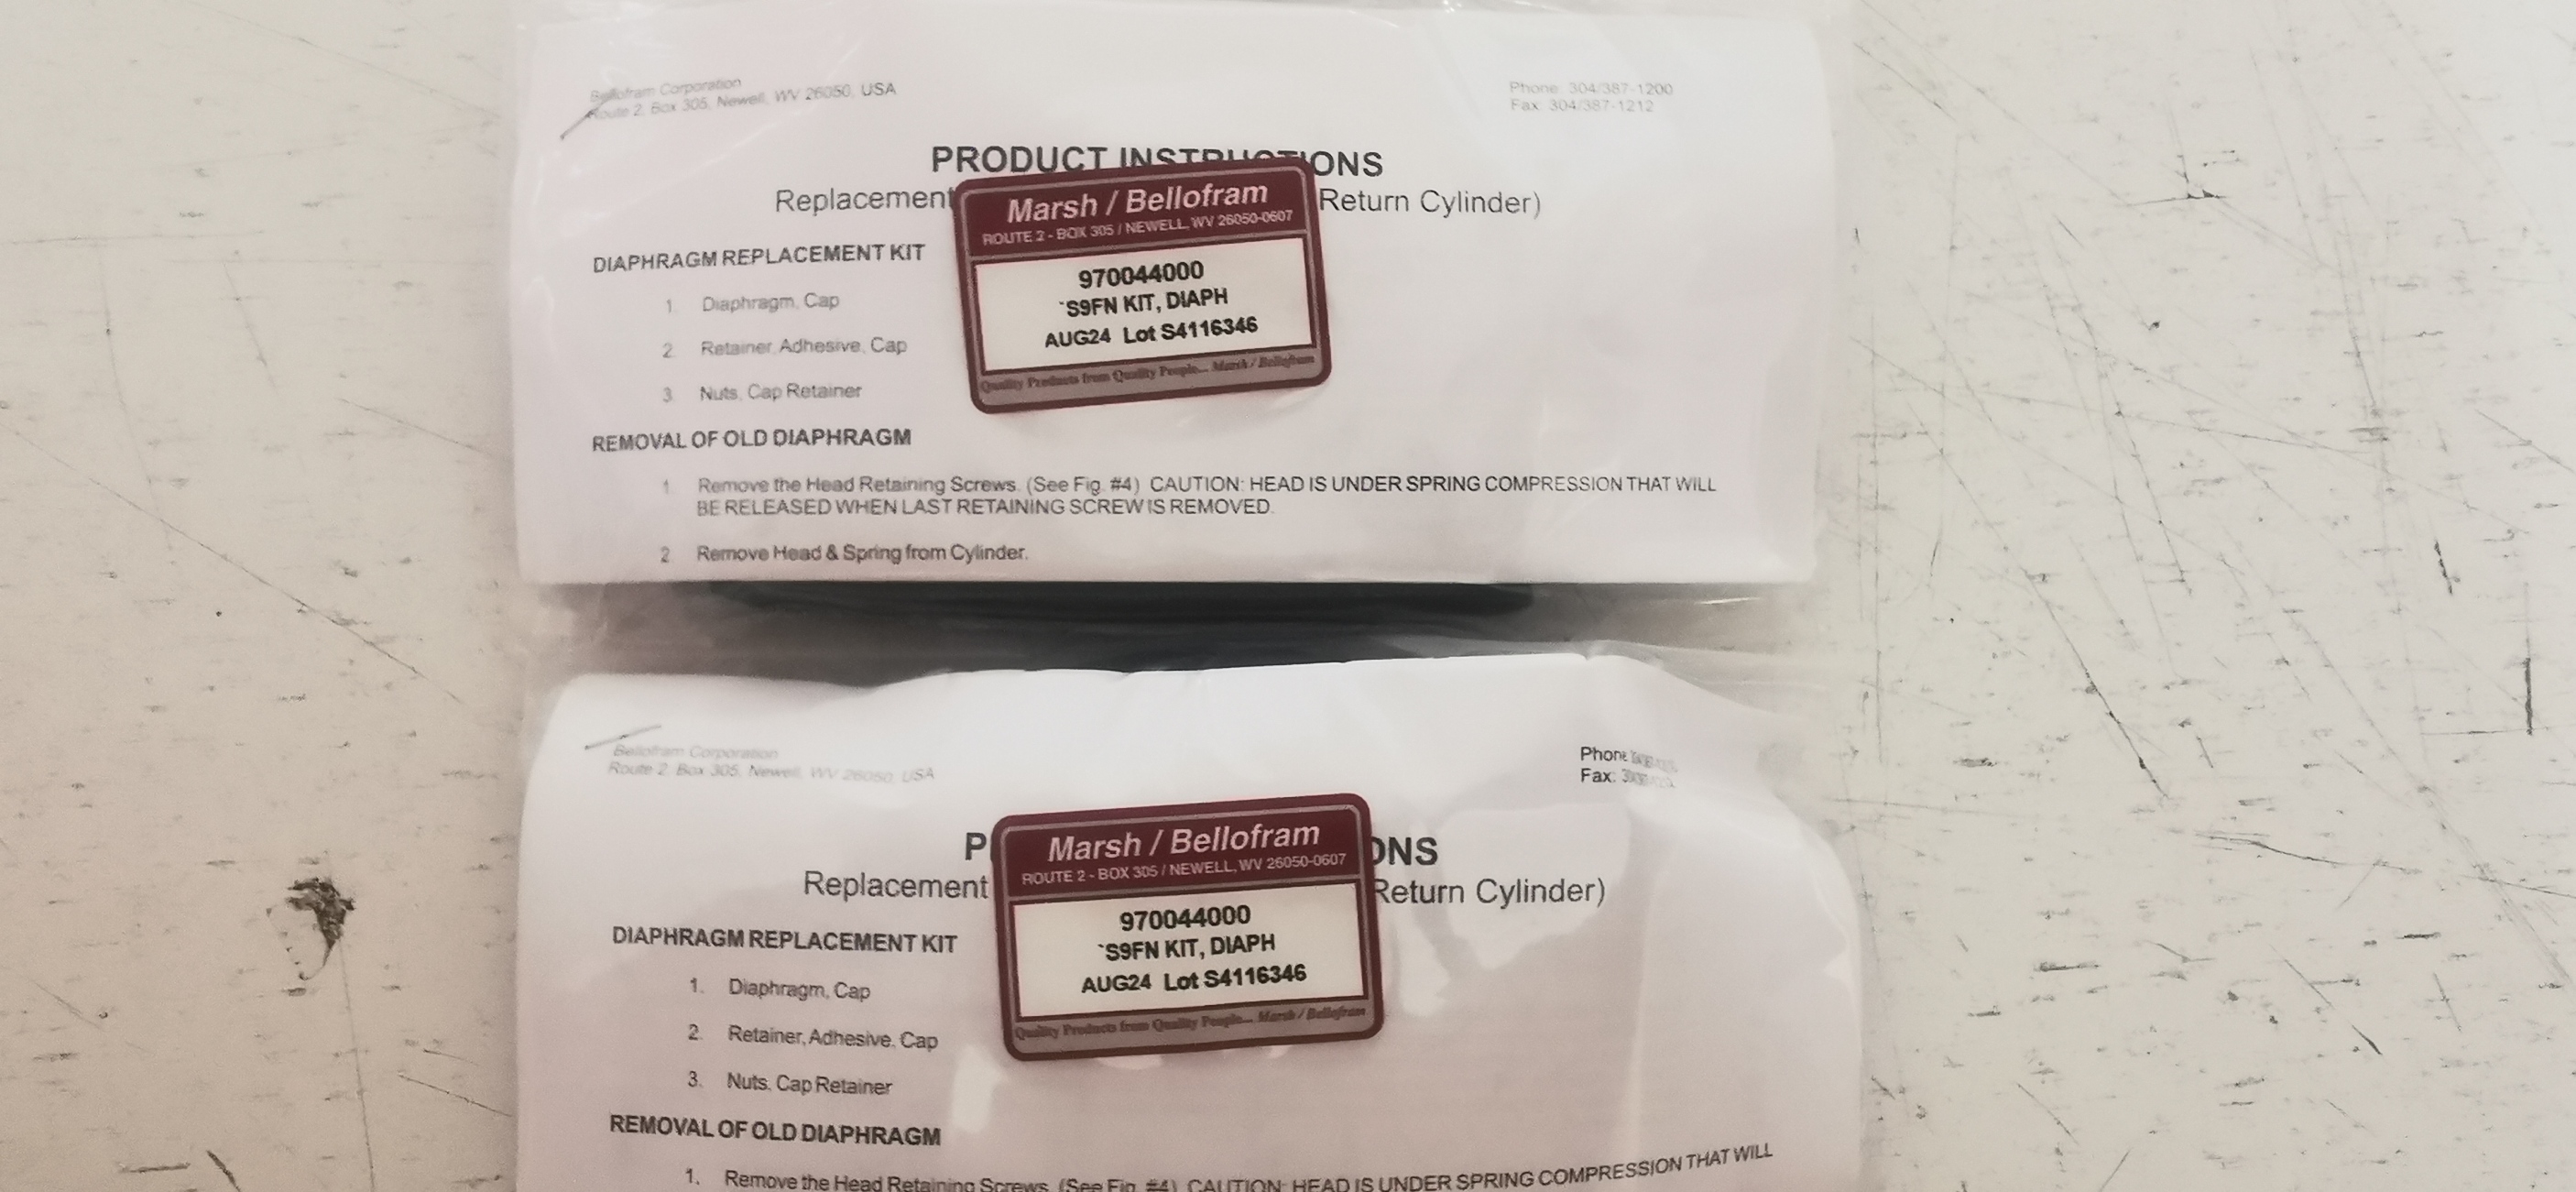 Bellofram Corporation
Route 2, Box 305, Newell, WV 26050, USA
Phone: 304/387-1200
Fax: 304/387-1212
PRODUCT INSTRUCTIONS
Replacement
Return Cylinder)
Marsh / Bellofram
ROUTE 2 - BOX 305 / NEWELL, WV 26050-0607
970044000
`S9FN KIT, DIAPH
AUG24 Lot S4116346
Quality Products from Quality People... Marsh / Bellofram
DIAPHRAGM REPLACEMENT KIT
1. Diaphragm, Cap
2. Retainer, Adhesive, Cap
3. Nuts, Cap Retainer
REMOVAL OF OLD DIAPHRAGM
1. Remove the Head Retaining Screws. (See Fig. #4) CAUTION: HEAD IS UNDER SPRING COMPRESSION THAT WILL
BE RELEASED WHEN LAST RETAINING SCREW IS REMOVED.
2. Remove Head & Spring from Cylinder.
Bellofram Corporation
Route 2, Box 305, Newell, WV 26050, USA
Phone
Fax:
Replacement
Return Cylinder)
Marsh / Bellofram
ROUTE 2 - BOX 305 / NEWELL, WV 26050-0607
970044000
`S9FN KIT, DIAPH
AUG24 Lot S4116346
Quality Products from Quality People... Marsh / Bellofram
DIAPHRAGM REPLACEMENT KIT
1. Diaphragm, Cap
2. Retainer, Adhesive, Cap
3. Nuts, Cap Retainer
REMOVAL OF OLD DIAPHRAGM
1. Remove the Head Retaining Screws. (See Fig. #4) CAUTION: HEAD IS UNDER SPRING COMPRESSION THAT WILL